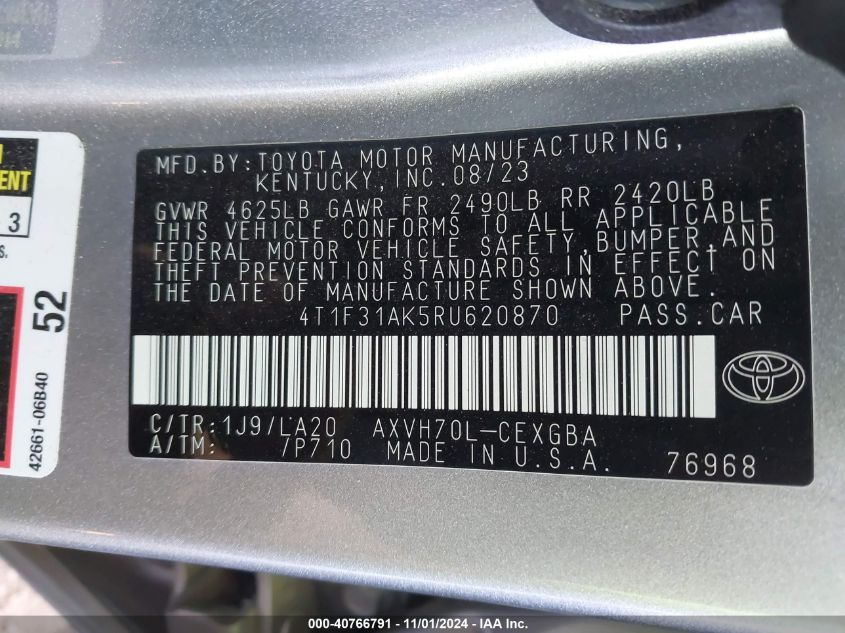 MFD.BY:TOYOTA MOTOR MANUFACTURING,
KENTUCKY,INC.08/23
GVWR 4625LB GAWR FR 2490LB RR 2420LB
THIS VEHICLE CONFORMS TO ALL APPLICABLE
FEDERAL MOTOR VEHICLE SAFETY,BUMPER,AND
THEFT PREVENTION STANDARDS IN EFFECT ON
THE DATE OF MANUFACTURE SHOWN ABOVE.
4T1F31AK5RU620870 PASS.CAR
C/TR:1J9/LA20 AXVH70L-CEXGBA
A/TM: 7P710 MADE IN U.S.A. 76968
3
52
42661-06B40
000-40766791 - 11/01/2024 - IAA Inc.